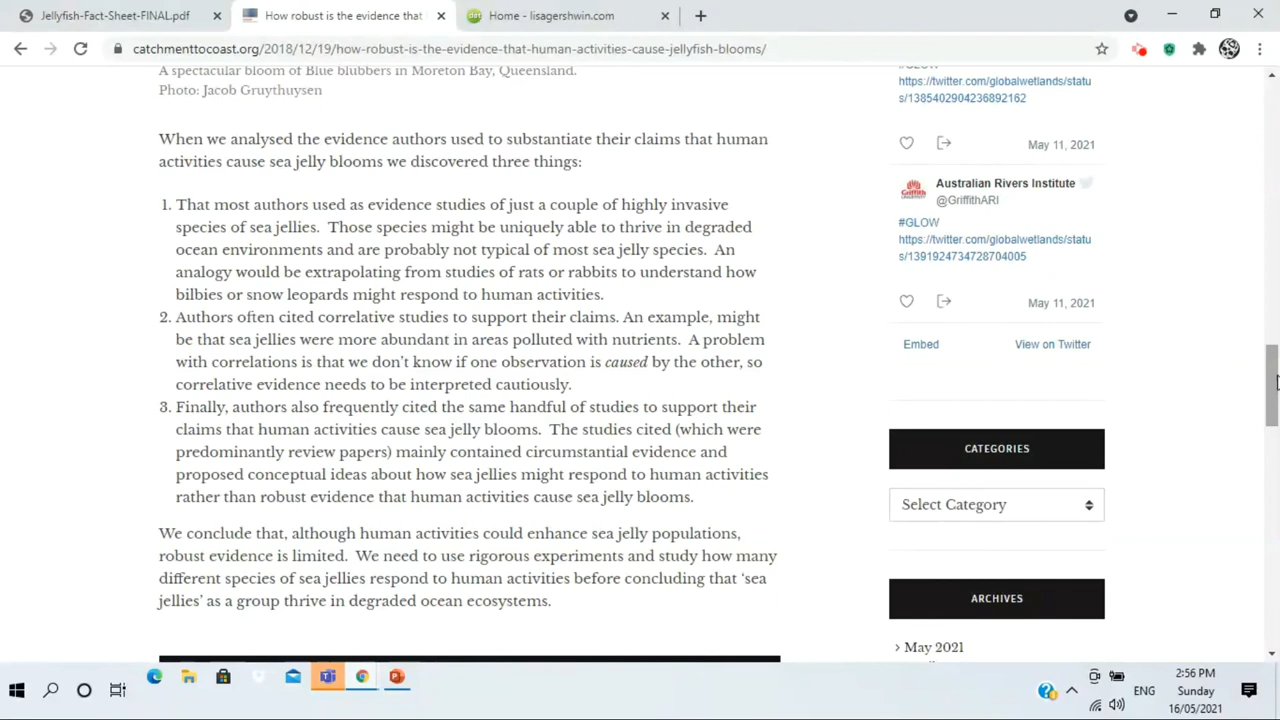 Jellyfish-Fact-Sheet-FINAL.pdf
How robust is the evidence that
Home - lisagershwin.com
catchmenttocoast.org/2018/12/19/how-robust-is-the-evidence-that-human-activities-cause-jellyfish-blooms/
A spectacular bloom of Blue blubbers in Moreton Bay, Queensland.
Photo: Jacob Gruythuysen
When we analysed the evidence authors used to substantiate their claims that human
activities cause sea jelly blooms we discovered three things:
1. That most authors used as evidence studies of just a couple of highly invasive
species of sea jellies. Those species might be uniquely able to thrive in degraded
ocean environments and are probably not typical of most sea jelly species. An
analogy would be extrapolating from studies of rats or rabbits to understand how
bilbies or snow leopards might respond to human activities.
2. Authors often cited correlative studies to support their claims. An example, might
be that sea jellies were more abundant in areas polluted with nutrients. A problem
with correlations is that we don't know if one observation is caused by the other, so
correlative evidence needs to be interpreted cautiously.
3. Finally, authors also frequently cited the same handful of studies to support their
claims that human activities cause sea jelly blooms. The studies cited (which were
predominantly review papers) mainly contained circumstantial evidence and
proposed conceptual ideas about how sea jellies might respond to human activities
rather than robust evidence that human activities cause sea jelly blooms.
We conclude that, although human activities could enhance sea jelly populations,
robust evidence is limited. We need to use rigorous experiments and study how many
different species of sea jellies respond to human activities before concluding that 'sea
jellies' as a group thrive in degraded ocean ecosystems.
#GLOW
https://twitter.com/globalwetlands/statu
s/1385402904236892162
May 11, 2021
Australian Rivers Institute
@GriffithARI
#GLOW
https://twitter.com/globalwetlands/statu
s/1391924734728704005
May 11, 2021
Embed View on Twitter
CATEGORIES
Select Category
ARCHIVES
> May 2021
ENG
2:56 PM
Sunday
16/05/2021